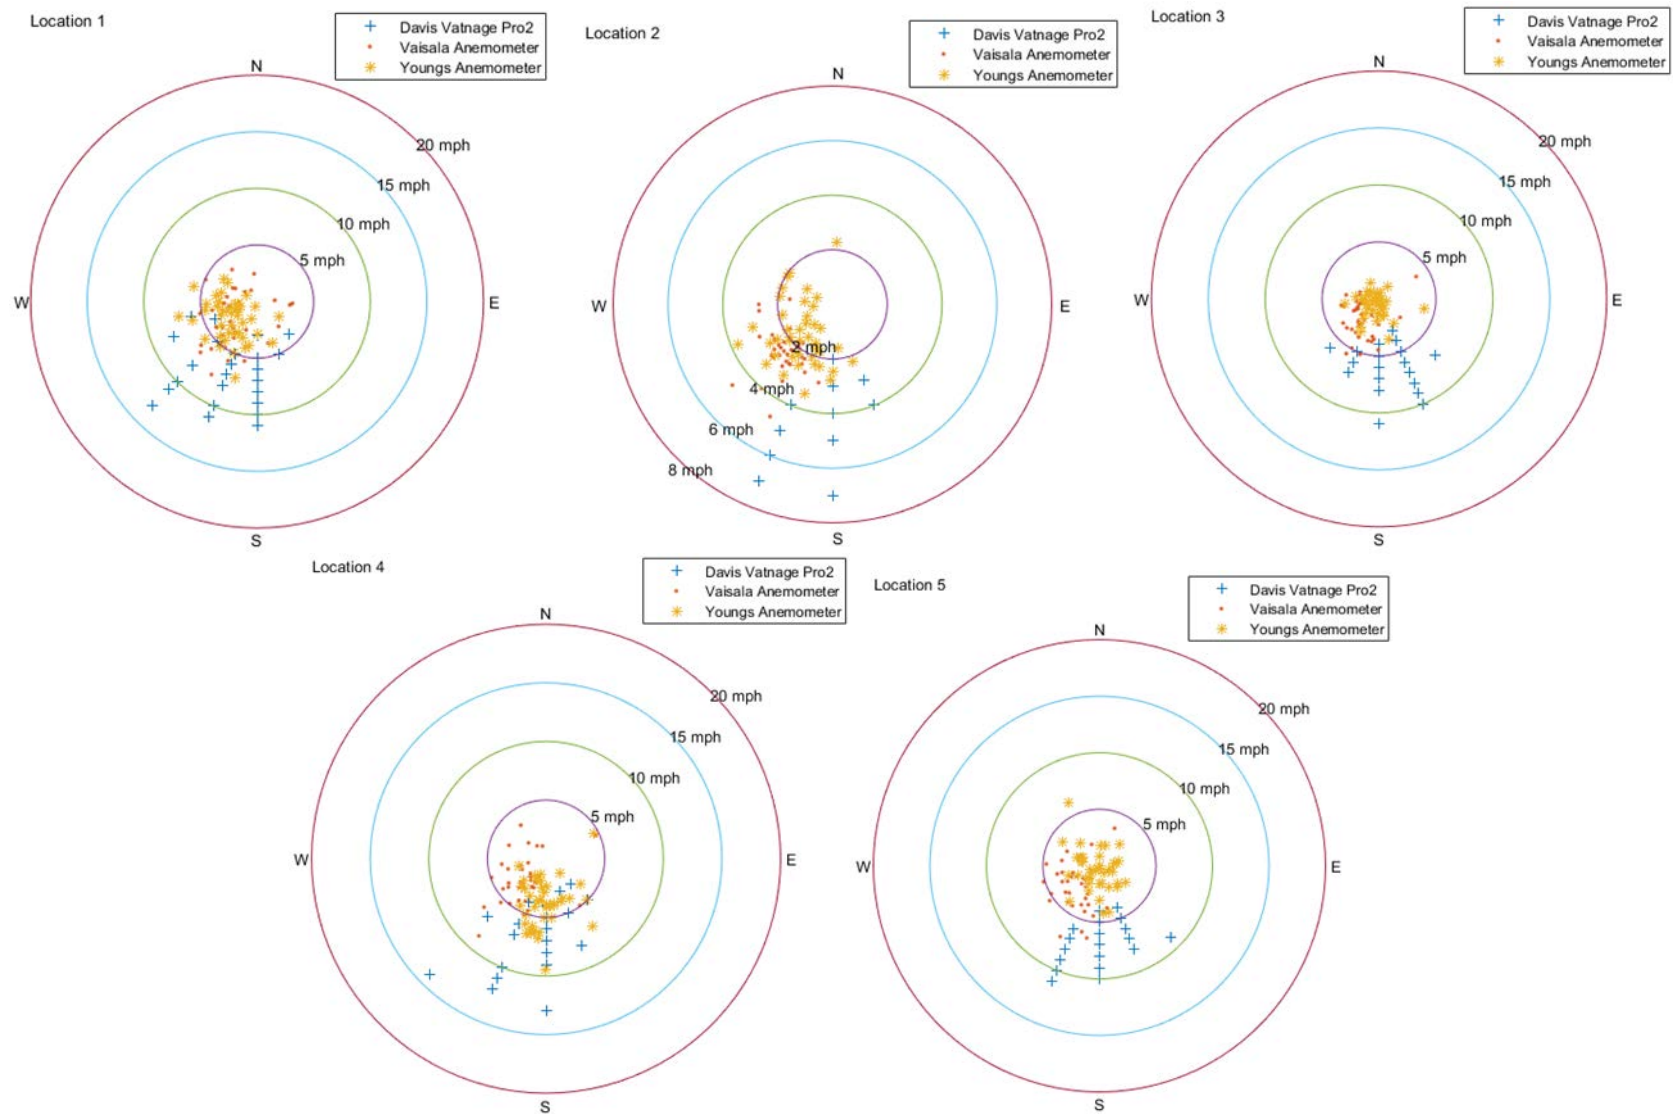 Location 1
Davis Vatnage Pro2
Vaisala Anemometer
Youngs Anemometer
N
20 mph
15 mph
10 mph
5 mph
W
E
S
Location 2
Davis Vatnage Pro2
Vaisala Anemometer
Youngs Anemometer
N
W
E
2 mph
4 mph
6 mph
8 mph
S
Location 3
Davis Vatnage Pro2
Vaisala Anemometer
Youngs Anemometer
N
20 mph
15 mph
10 mph
5 mph
W
E
S
Location 4
Davis Vatnage Pro2
Vaisala Anemometer
Youngs Anemometer
N
20 mph
15 mph
10 mph
5 mph
W
E
S
Location 5
Davis Vatnage Pro2
Vaisala Anemometer
Youngs Anemometer
N
20 mph
15 mph
10 mph
5 mph
W
E
S